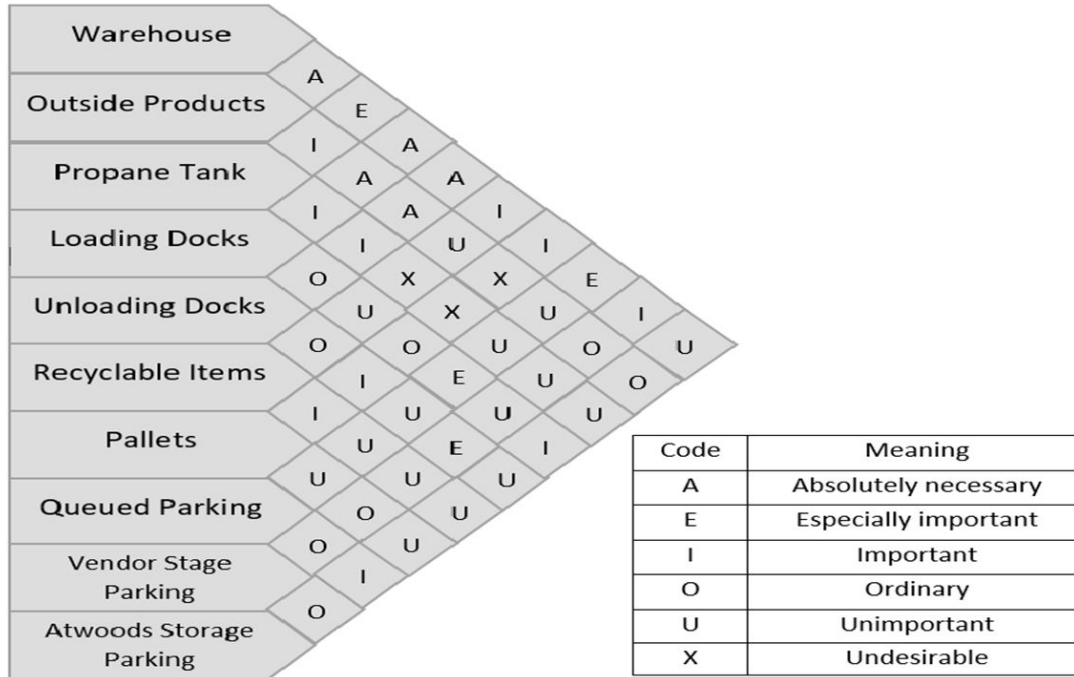 Warehouse
A
Outside Products E
I A
Propane Tank A A
I A I
Loading Docks I U I
O X X E
Unloading Docks U X U I
O O U O U
Recyclable Items I E U O
I U U U
Pallets U E I
U U U
Queued Parking O U
O U
Vendor Stage
Parking I
O
Atwoods Storage
Parking
Code Meaning
A Absolutely necessary
E Especially important
I Important
O Ordinary
U Unimportant
X Undesirable